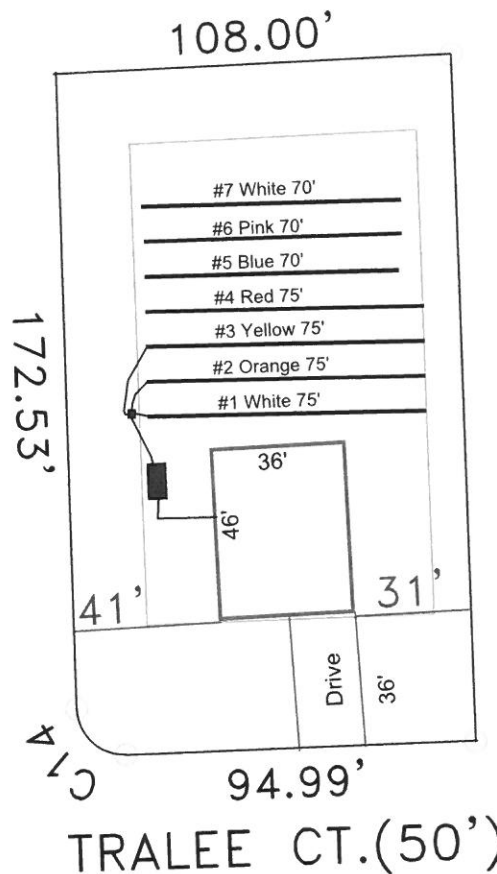 108.00'
#7 White 70'
#6 Pink 70'
#5 Blue 70'
#4 Red 75'
#3 Yellow 75'
#2 Orange 75'
#1 White 75'
172.53'
36'
46'
41'
31'
Drive
36'
C14
94.99'
TRALEE CT.(50')